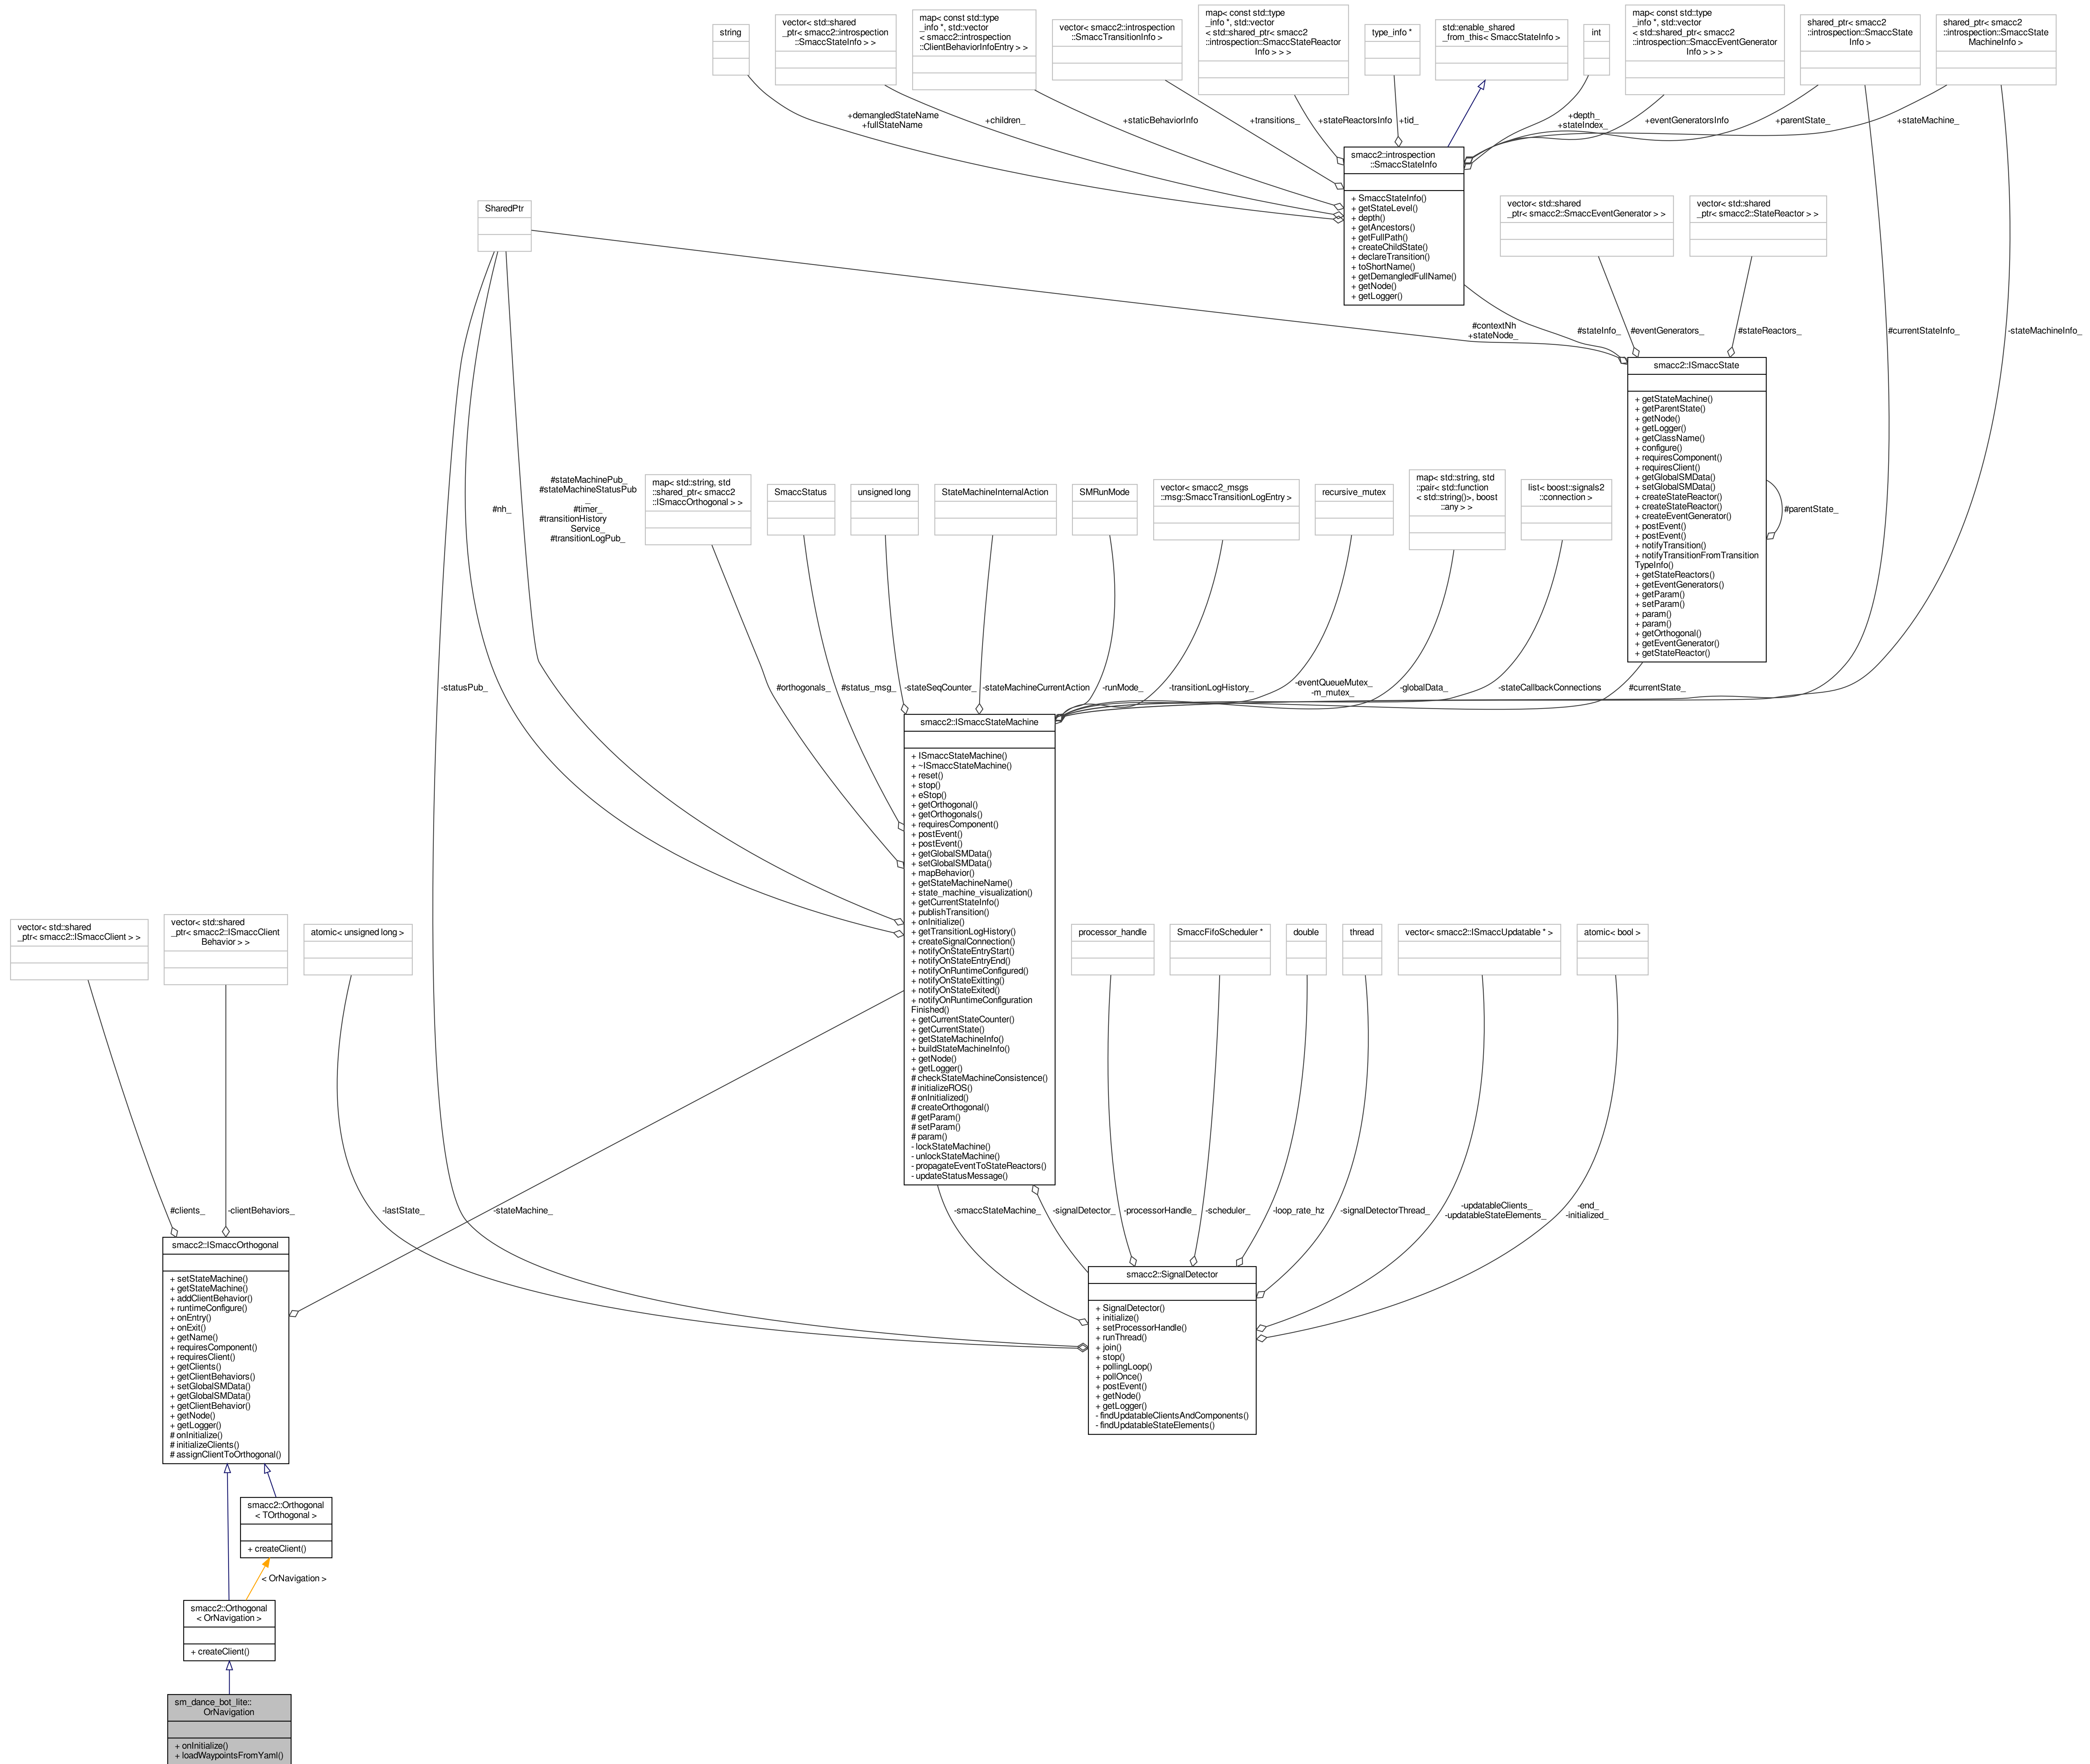 string
vector< std::shared
_ptr< smacc2::introspection
::SmaccStateInfo > >
map< const std::type
_info *, std::vector
< smacc2::introspection
::ClientBehaviorInfoEntry > >
vector< smacc2::introspection
::SmaccTransitionInfo >
map< const std::type
_info *, std::vector
< std::shared_ptr< smacc2
::introspection::SmaccStateReactor
Info > > >
type_info *
std::enable_shared
_from_this< SmaccStateInfo >
int
map< const std::type
_info *, std::vector
< std::shared_ptr< smacc2
::introspection::SmaccEventGenerator
Info > > >
shared_ptr< smacc2
::introspection::SmaccState
Info >
shared_ptr< smacc2
::introspection::SmaccState
MachineInfo >
+demangledStateName
+fullStateName
+children_
+staticBehaviorInfo
+transitions_
+stateReactorsInfo
+tid_
+depth_
+stateIndex_
+eventGeneratorsInfo
+parentState_
+stateMachine_
smacc2::introspection
::SmaccStateInfo
+ SmaccStateInfo()
+ getStateLevel()
+ depth()
+ getAncestors()
+ getFullPath()
+ createChildState()
+ declareTransition()
+ toShortName()
+ getDemangledFullName()
+ getNode()
+ getLogger()
SharedPtr
vector< std::shared
_ptr< smacc2::SmaccEventGenerator > >
vector< std::shared
_ptr< smacc2::StateReactor > >
#contextNh
+stateNode_
#stateInfo_
#eventGenerators_
#stateReactors_
#currentStateInfo_
-stateMachineInfo_
smacc2::ISmaccState
+ getStateMachine()
+ getParentState()
+ getNode()
+ getLogger()
+ getClassName()
+ configure()
+ requiresComponent()
+ requiresClient()
+ getGlobalSMData()
+ setGlobalSMData()
+ createStateReactor()
+ createStateReactor()
+ createEventGenerator()
+ postEvent()
+ postEvent()
+ notifyTransition()
+ notifyTransitionFromTransition
TypeInfo()
+ getStateReactors()
+ getEventGenerators()
+ getParam()
+ setParam()
+ param()
+ param()
+ getOrthogonal()
+ getEventGenerator()
+ getStateReactor()
#parentState_
#nh_
#stateMachinePub_
#stateMachineStatusPub
_
#timer_
#transitionHistory
Service_
#transitionLogPub_
map< std::string, std
::shared_ptr< smacc2
::ISmaccOrthogonal > >
SmaccStatus
unsigned long
StateMachineInternalAction
SMRunMode
vector< smacc2_msgs
::msg::SmaccTransitionLogEntry >
recursive_mutex
map< std::string, std
::pair< std::function
< std::string()>, boost
::any > >
list< boost::signals2
::connection >
-statusPub_
#orthogonals_
#status_msg_
-stateSeqCounter_
-stateMachineCurrentAction
-runMode_
-transitionLogHistory_
-eventQueueMutex_
-m_mutex_
-globalData_
-stateCallbackConnections
#currentState_
smacc2::ISmaccStateMachine
+ ISmaccStateMachine()
+ ~ISmaccStateMachine()
+ reset()
+ stop()
+ eStop()
+ getOrthogonal()
+ getOrthogonals()
+ requiresComponent()
+ postEvent()
+ postEvent()
+ getGlobalSMData()
+ setGlobalSMData()
+ mapBehavior()
+ getStateMachineName()
+ state_machine_visualization()
+ getCurrentStateInfo()
+ publishTransition()
+ onInitialize()
+ getTransitionLogHistory()
+ createSignalConnection()
+ notifyOnStateEntryStart()
+ notifyOnStateEntryEnd()
+ notifyOnRuntimeConfigured()
+ notifyOnStateExitting()
+ notifyOnStateExited()
+ notifyOnRuntimeConfiguration
Finished()
+ getCurrentStateCounter()
+ getCurrentState()
+ getStateMachineInfo()
+ buildStateMachineInfo()
+ getNode()
+ getLogger()
# checkStateMachineConsistence()
# initializeROS()
# onInitialized()
# createOrthogonal()
# getParam()
# setParam()
# param()
- lockStateMachine()
- unlockStateMachine()
- propagateEventToStateReactors()
- updateStatusMessage()
vector< std::shared
_ptr< smacc2::ISmaccClient > >
vector< std::shared
_ptr< smacc2::ISmaccClient
Behavior > >
atomic< unsigned long >
processor_handle
SmaccFifoScheduler *
double
thread
vector< smacc2::ISmaccUpdatable * >
atomic< bool >
#clients_
-clientBehaviors_
-lastState_
-stateMachine_
-smaccStateMachine_
-signalDetector_
-processorHandle_
-scheduler_
-loop_rate_hz
-signalDetectorThread_
-updatableClients_
-updatableStateElements_
-end_
-initialized_
smacc2::ISmaccOrthogonal
+ setStateMachine()
+ getStateMachine()
+ addClientBehavior()
+ runtimeConfigure()
+ onEntry()
+ onExit()
+ getName()
+ requiresComponent()
+ requiresClient()
+ getClients()
+ getClientBehaviors()
+ setGlobalSMData()
+ getGlobalSMData()
+ getClientBehavior()
+ getNode()
+ getLogger()
# onInitialize()
# initializeClients()
# assignClientToOrthogonal()
smacc2::SignalDetector
+ SignalDetector()
+ initialize()
+ setProcessorHandle()
+ runThread()
+ join()
+ stop()
+ pollingLoop()
+ pollOnce()
+ postEvent()
+ getNode()
+ getLogger()
- findUpdatableClientsAndComponents()
- findUpdatableStateElements()
smacc2::Orthogonal
< TOrthogonal >
+ createClient()
< OrNavigation >
smacc2::Orthogonal
< OrNavigation >
+ createClient()
sm_dance_bot_lite::
OrNavigation
+ onInitialize()
+ loadWaypointsFromYaml()